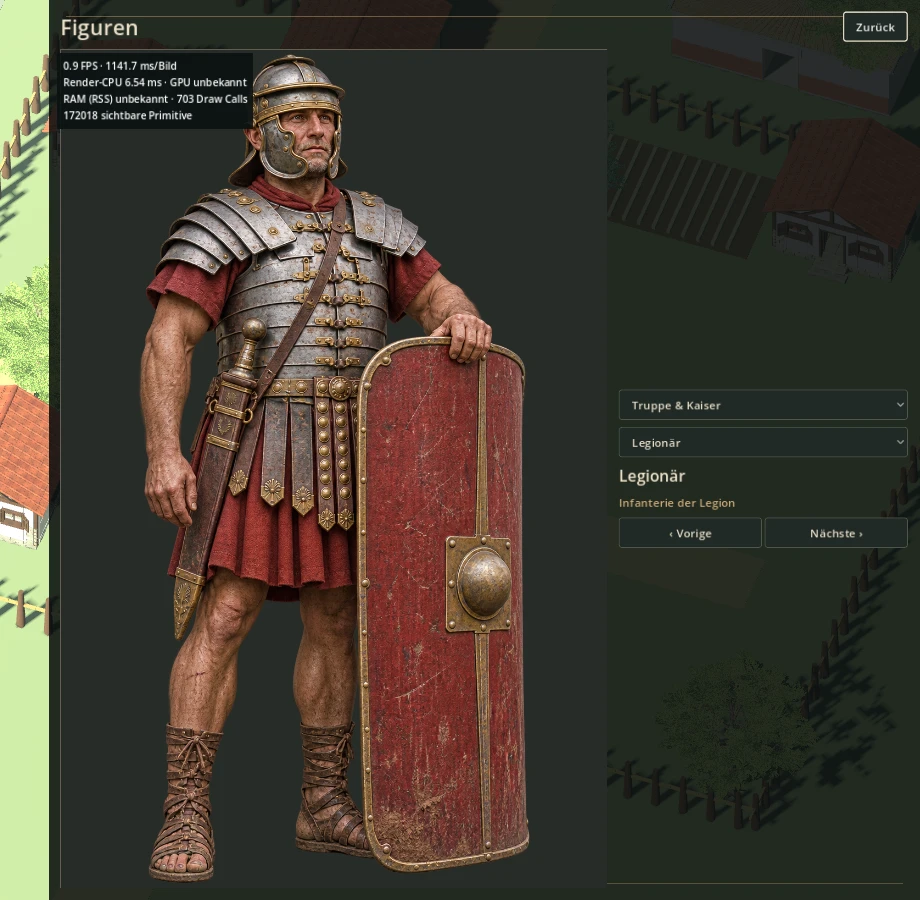 Figuren
Zurück
0.9 FPS · 1141.7 ms/Bild
Render-CPU 6.54 ms · GPU unbekannt
RAM (RSS) unbekannt · 703 Draw Calls
172018 sichtbare Primitive
Truppe & Kaiser
Legionär
Legionär
Infanterie der Legion
‹ Vorige
Nächste ›